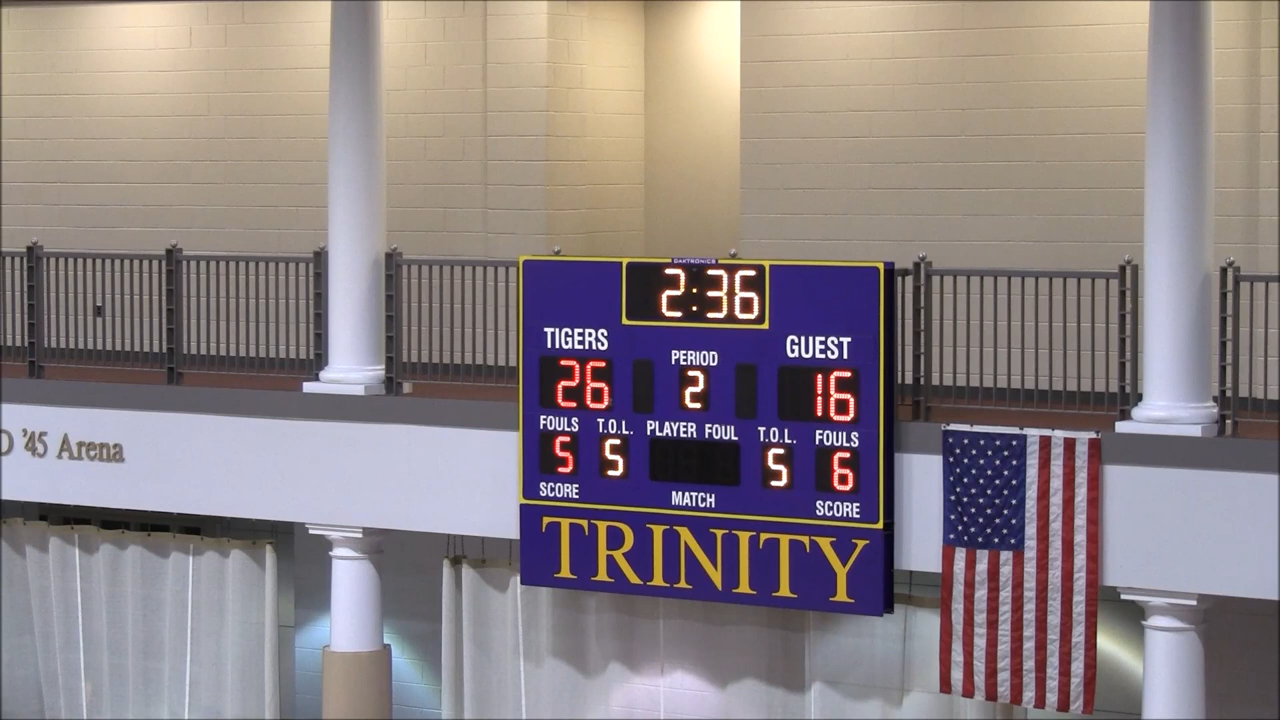 DAKTRONICS
2:36
TIGERS
GUEST
26
PERIOD
2
16
FOULS
T.O.L.
PLAYER FOUL
T.O.L.
FOULS
5
5
5
6
SCORE
MATCH
SCORE
TRINITY
'45 Arena